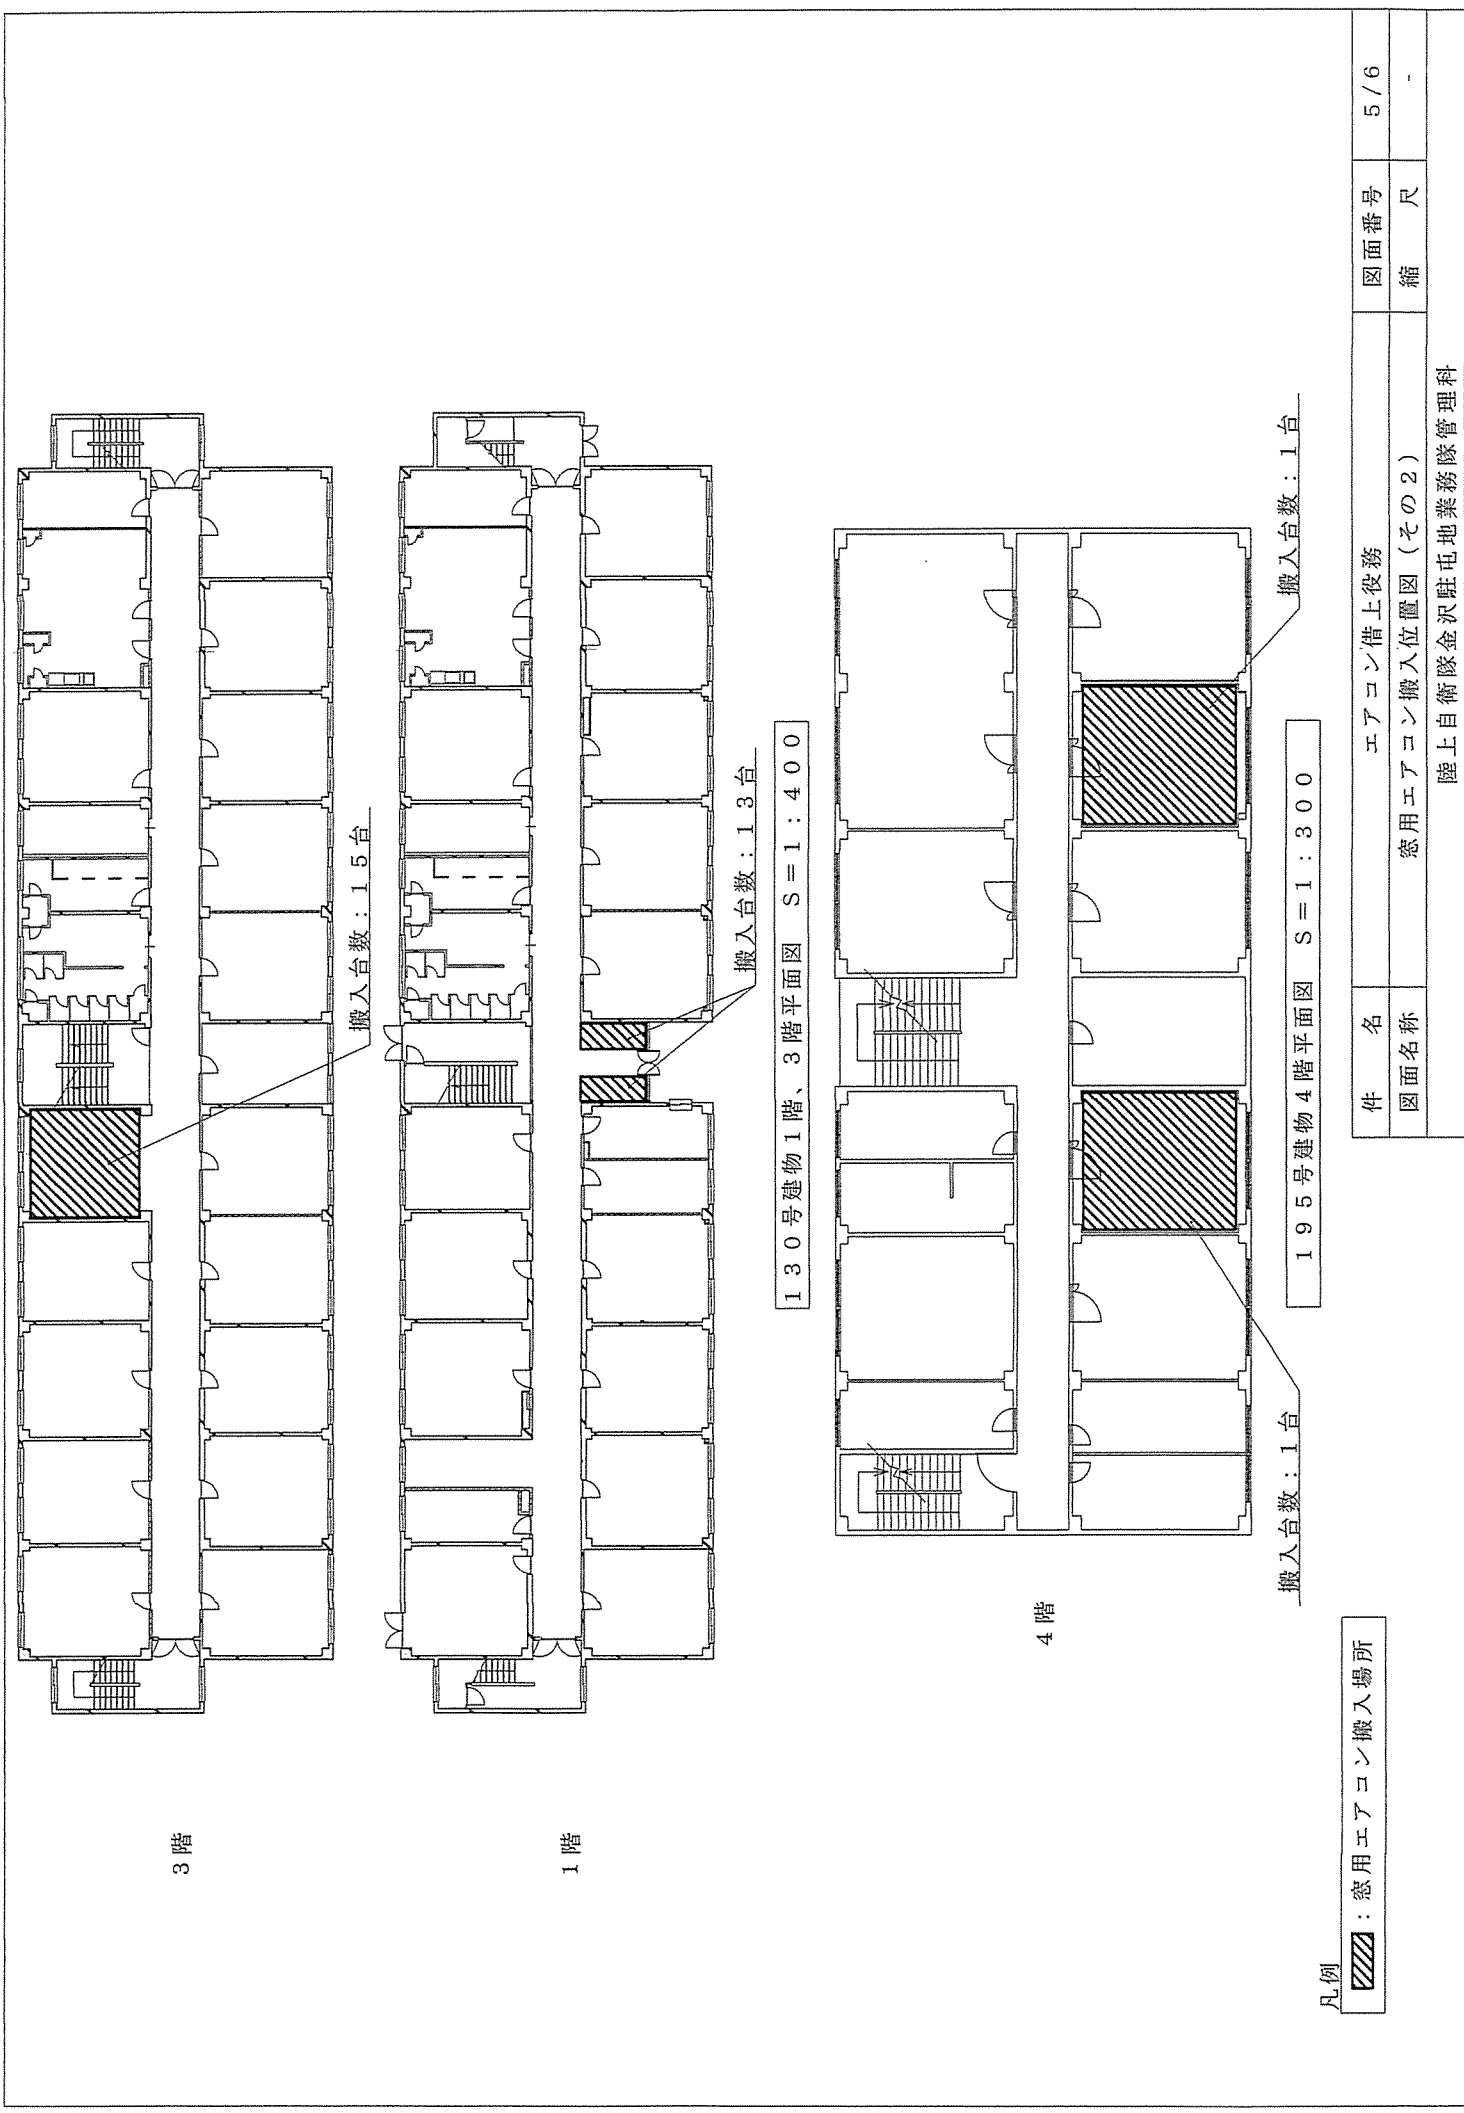 3階
搬入台数：15台
1階
搬入台数：13台
130号建物1階、3階平面図 S＝1：400
4階
搬入台数：1台
搬入台数：1台
195号建物4階平面図 S＝1：300
凡例
：窓用エアコン搬入場所
件名 エアコン借上役務 図面番号 5/6
図面名称 窓用エアコン搬入位置図（その2） 縮尺 -
陸上自衛隊金沢駐屯地業務隊管理科